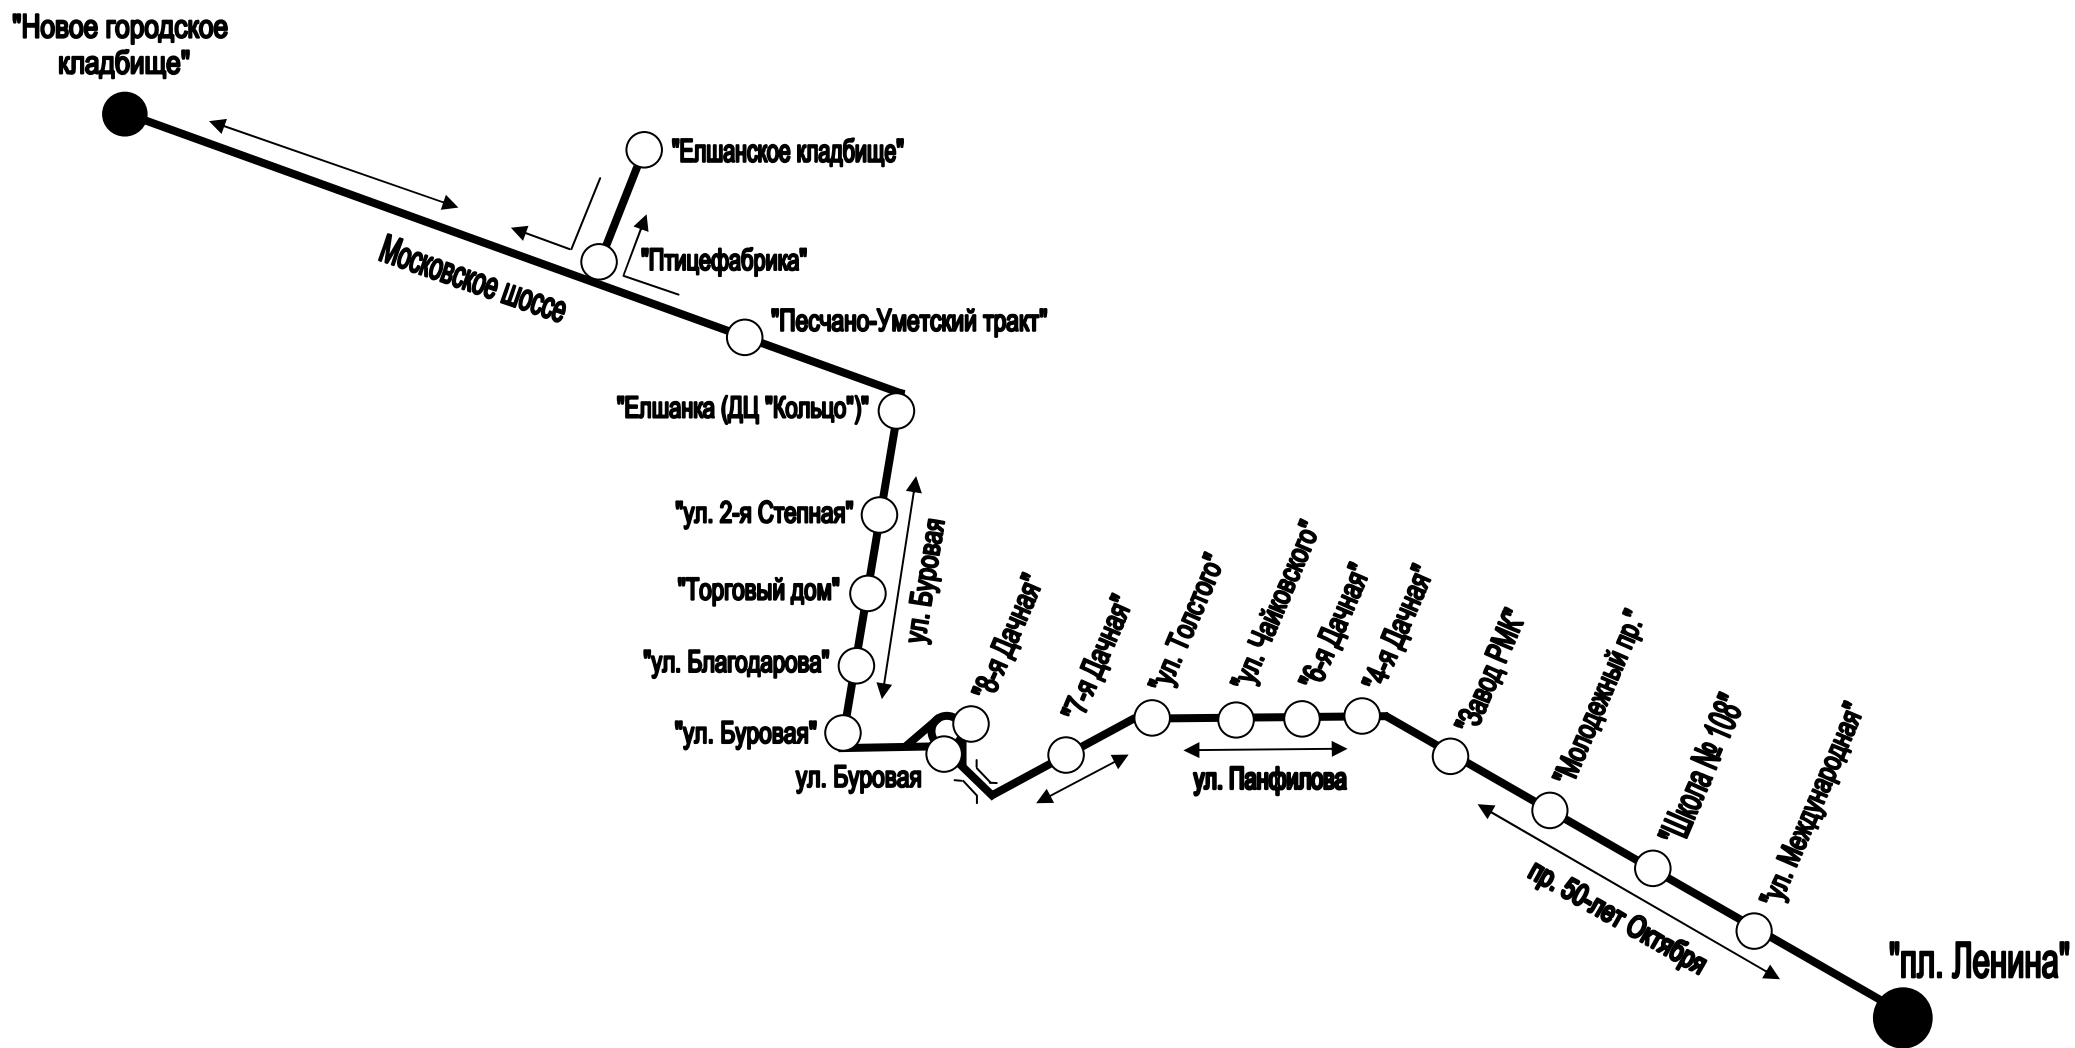 "Новое городское
кладбище"
"Елшанское кладбище"
"Птицефабрика"
Московское шоссе
"Песчано-Уметский тракт"
"Елшанка (ДЦ "Кольцо")"
"ул. 2-я Степная"
ул. Буровая
"Торговый дом"
"ул. Благодарова"
"ул. Буровая"
ул. Буровая
"8-я Дачная"
"7-я Дачная"
"ул. Толстого"
"ул. Чайковского"
"6-я Дачная"
"4-я Дачная"
ул. Панфилова
"Завод РМК"
"Молодежный пр. "
"Школа № 108"
"ул. Международная"
пр. 50-лет Октября
"пл. Ленина"